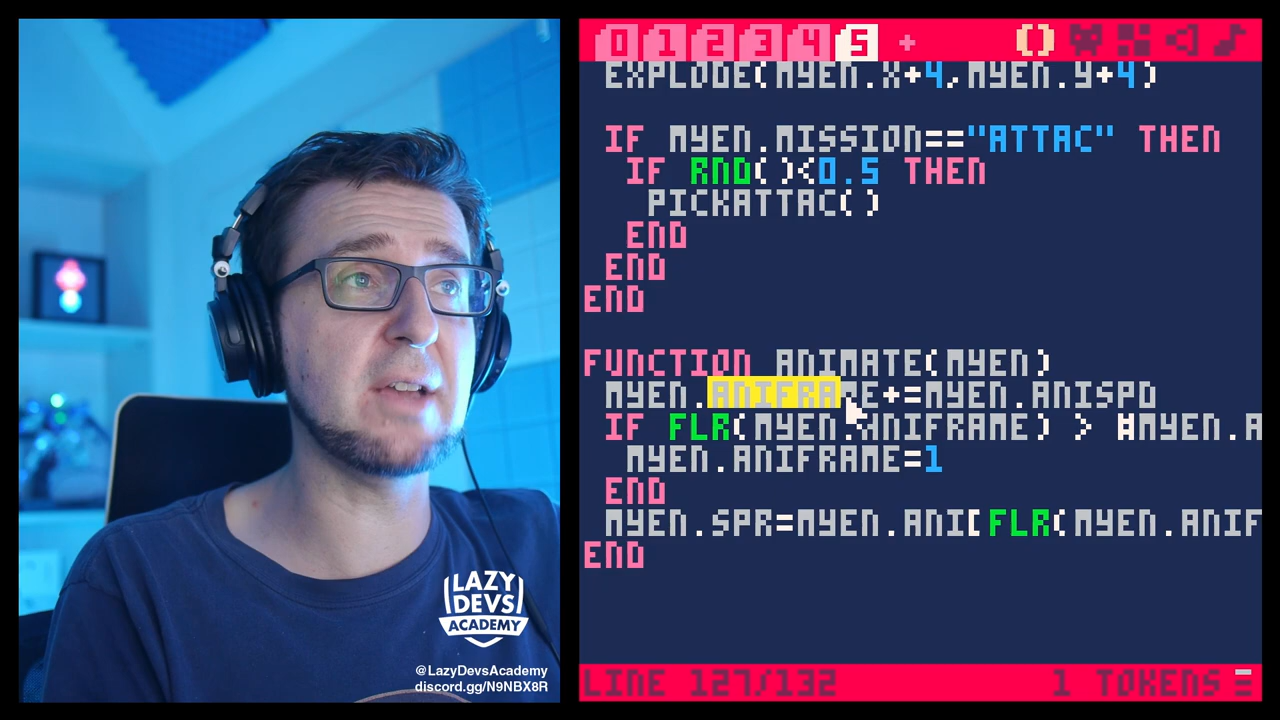 0 1 2 3 4 5 +
EXPLODE(MYEN.X+4,MYEN.Y+4)
IF MYEN.MISSION=="ATTAC" THEN
IF RND()<0.5 THEN
PICKATTAC()
END
END
END
FUNCTION ANIMATE(MYEN)
MYEN.ANIFRAME+=MYEN.ANISPD
IF FLR(MYEN.ANIFRAME) > #MYEN.A
MYEN.ANIFRAME=1
END
MYEN.SPR=MYEN.ANI[FLR(MYEN.ANIF
END
LINE 127/132 1 TOKENS
LAZY
DEVS
ACADEMY
@LazyDevsAcademy
discord.gg/N9NBX8R